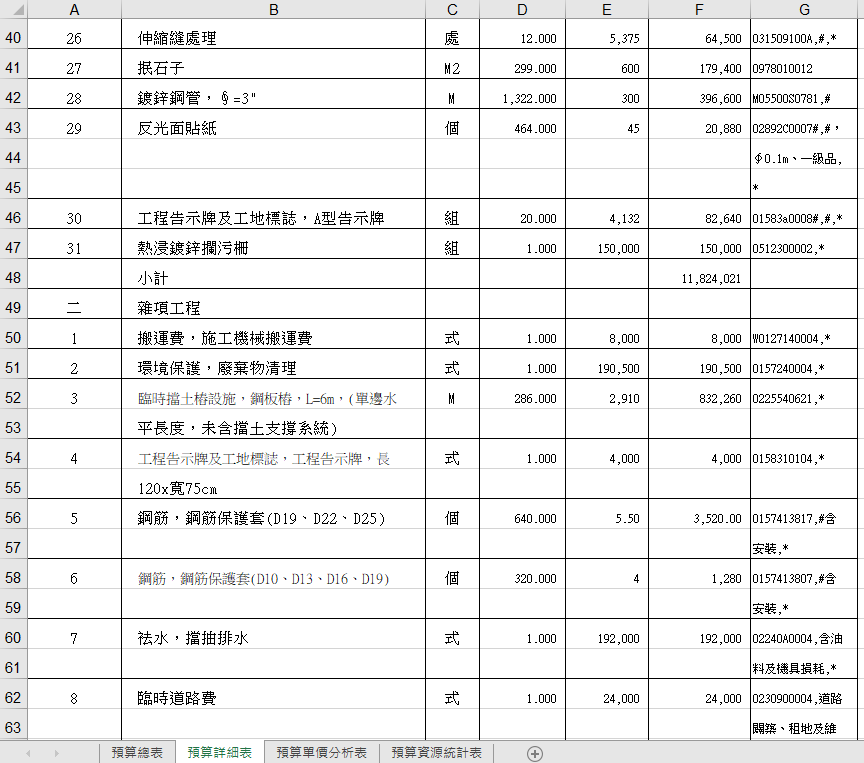 A B C D E F G
40 26 伸縮縫處理 處 12.000 5,375 64,500 031509100A,#,*
41 27 抿石子 M2 299.000 600 179,400 0978010012
42 28 鍍鋅鋼管，∮=3" M 1,322.000 300 396,600 M05500S0781,#
43 29 反光面貼紙 個 464.000 45 20,880 02892C0007#,#，
44 ∮0.1m、一級品,
45 *
46 30 工程告示牌及工地標誌，A型告示牌 組 20.000 4,132 82,640 01583a0008#,#,*
47 31 熱浸鍍鋅攔污柵 組 1.000 150,000 150,000 0512300002,*
48 小計 11,824,021
49 二 雜項工程
50 1 搬運費，施工機械搬運費 式 1.000 8,000 8,000 W0127140004,*
51 2 環境保護，廢棄物清理 式 1.000 190,500 190,500 0157240004,*
52 3 臨時擋土樁設施，鋼板樁，L=6m，(單邊水 M 286.000 2,910 832,260 0225540621,*
53 平長度，未含擋土支撐系統)
54 4 工程告示牌及工地標誌，工程告示牌，長 式 1.000 4,000 4,000 0158310104,*
55 120x寬75cm
56 5 鋼筋，鋼筋保護套(D19、D22、D25) 個 640.000 5.50 3,520.00 0157413817,#含
57 安裝,*
58 6 鋼筋，鋼筋保護套(D10、D13、D16、D19) 個 320.000 4 1,280 0157413807,#含
59 安裝,*
60 7 祛水，擋抽排水 式 1.000 192,000 192,000 02240A0004,含油
61 料及機具損耗,*
62 8 臨時道路費 式 1.000 24,000 24,000 0230900004,道路
63 闢築、租地及維
預算總表 預算詳細表 預算單價分析表 預算資源統計表